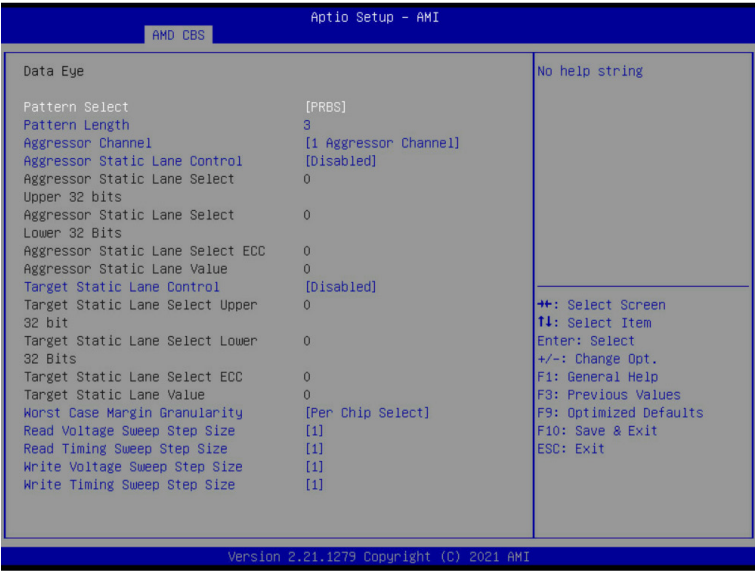 Aptio Setup – AMI
AMD CBS
Data Eye
Pattern Select [PRBS]
Pattern Length 3
Aggressor Channel [1 Aggressor Channel]
Aggressor Static Lane Control [Disabled]
Aggressor Static Lane Select 0
Upper 32 bits
Aggressor Static Lane Select 0
Lower 32 Bits
Aggressor Static Lane Select ECC 0
Aggressor Static Lane Value 0
Target Static Lane Control [Disabled]
Target Static Lane Select Upper 0
32 bit
Target Static Lane Select Lower 0
32 Bits
Target Static Lane Select ECC 0
Target Static Lane Value 0
Worst Case Margin Granularity [Per Chip Select]
Read Voltage Sweep Step Size [1]
Read Timing Sweep Step Size [1]
Write Voltage Sweep Step Size [1]
Write Timing Sweep Step Size [1]
No help string
→←: Select Screen
↑↓: Select Item
Enter: Select
+/-: Change Opt.
F1: General Help
F3: Previous Values
F9: Optimized Defaults
F10: Save & Exit
ESC: Exit
Version 2.21.1279 Copyright (C) 2021 AMI